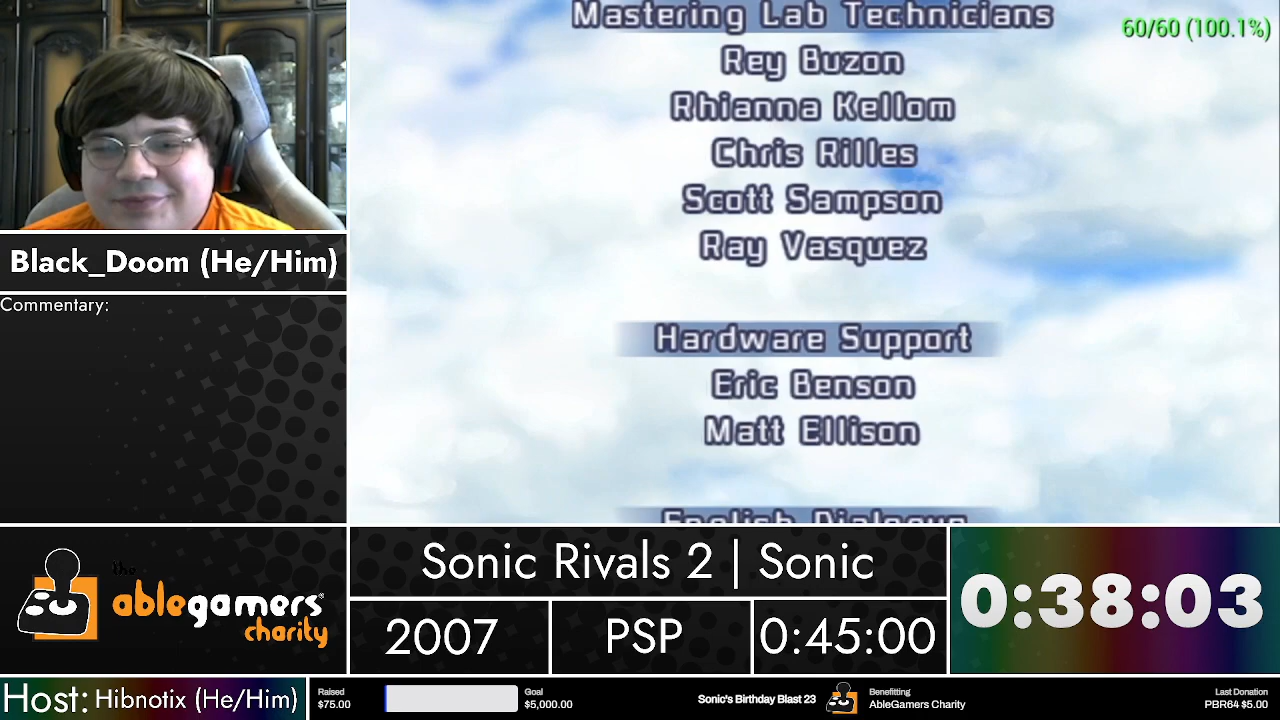 Mastering Lab Technicians
60/60 (100.1%)
Rey Buzon
Rhianna Kellom
Chris Rilles
Scott Sampson
Ray Vasquez
Hardware Support
Eric Benson
Matt Ellison
English Dialogue
Black_Doom (He/Him)
Commentary:
the
ablegamers®
charity
Sonic Rivals 2 | Sonic
2007
PSP
0:45:00
0:38:03
Host: Hibnotix (He/Him)
Raised
$75.00
Goal
$5,000.00
Sonic's Birthday Blast 23
Benefitting
AbleGamers Charity
Last Donation
PBR64 $5.00